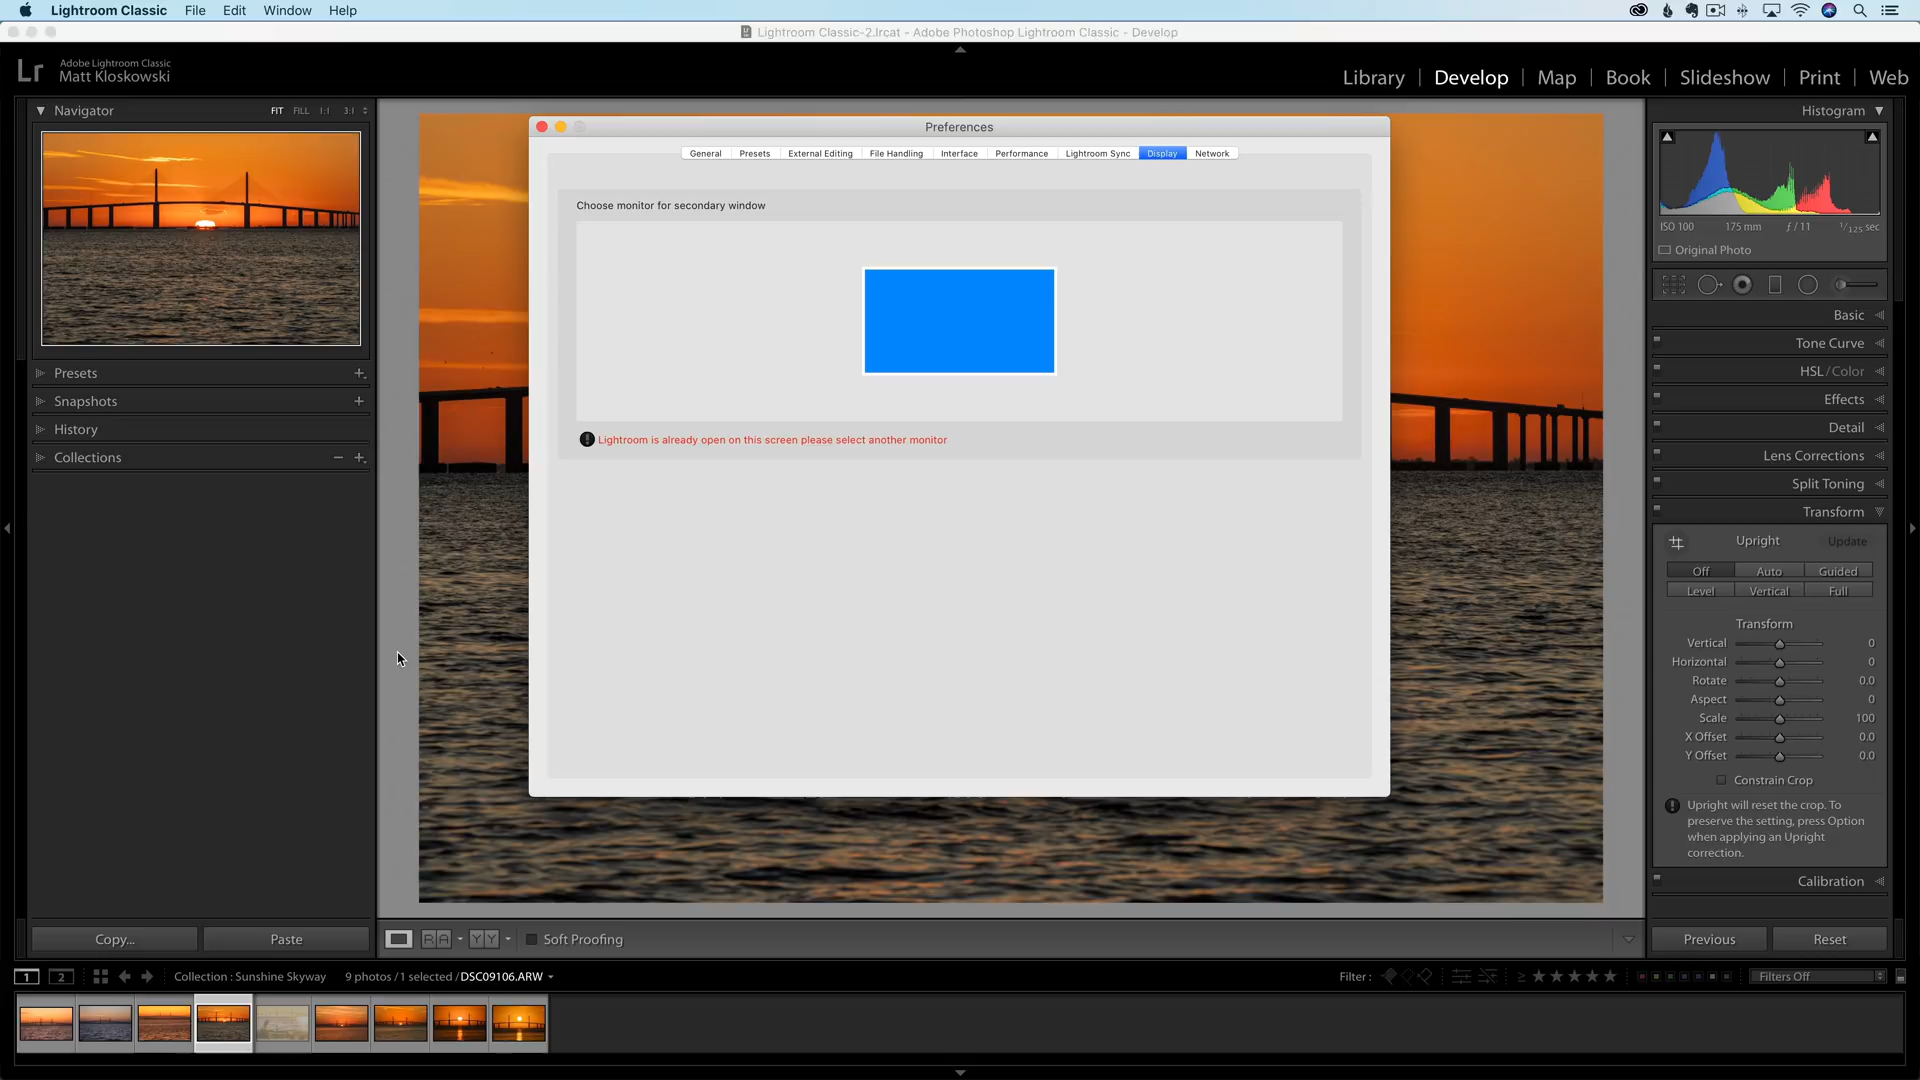 Lightroom Classic File Edit Window Help
Lightroom Classic-2.lrcat - Adobe Photoshop Lightroom Classic - Develop
Lr
Adobe Lightroom Classic
Matt Kloskowski
Library | Develop | Map | Book | Slideshow | Print | Web
Navigator FIT FILL 1:1 3:1
Presets
Snapshots
History
Collections
Copy... Paste
Preferences
General Presets External Editing File Handling Interface Performance Lightroom Sync Display Network
Choose monitor for secondary window
Lightroom is already open on this screen please select another monitor
Histogram
ISO 100 175 mm ƒ / 11 1/125 sec
Original Photo
Basic
Tone Curve
HSL / Color
Effects
Detail
Lens Corrections
Split Toning
Transform
Upright Update
Off Auto Guided
Level Vertical Full
Transform
Vertical 0
Horizontal 0
Rotate 0.0
Aspect 0
Scale 100
X Offset 0.0
Y Offset 0.0
Constrain Crop
Upright will reset the crop. To
preserve the setting, press Option
when applying an Upright
correction.
Calibration
Previous Reset
R A Y Y Soft Proofing
1 2 Collection : Sunshine Skyway 9 photos / 1 selected / DSC09106.ARW Filter : ≥ ★★★★★ Filters Off